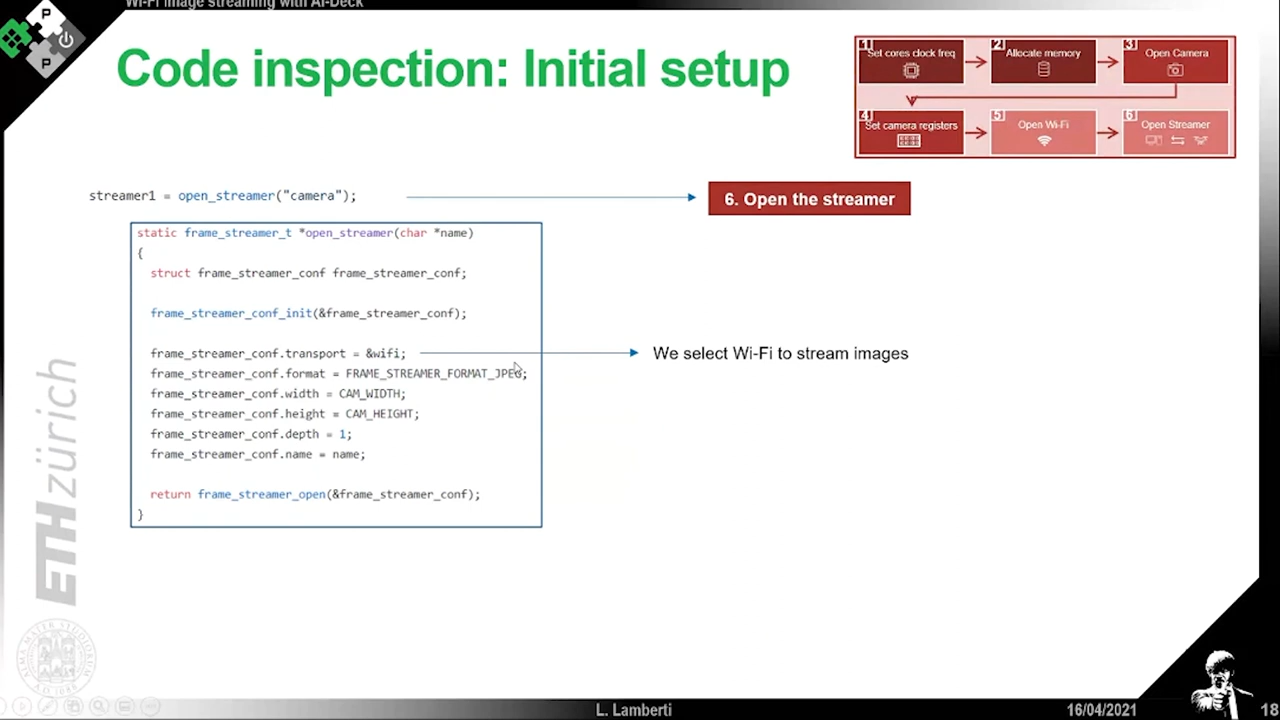 Wi-Fi image streaming with AI-Deck
P
P
Code inspection: Initial setup
1 Set cores clock freq
2 Allocate memory
3 Open Camera
4 Set camera registers
5 Open Wi-Fi
6 Open Streamer
streamer1 = open_streamer("camera");
6. Open the streamer
static frame_streamer_t *open_streamer(char *name)
{
struct frame_streamer_conf frame_streamer_conf;
frame_streamer_conf_init(&frame_streamer_conf);
frame_streamer_conf.transport = &wifi;
We select Wi-Fi to stream images
frame_streamer_conf.format = FRAME_STREAMER_FORMAT_JPEG;
frame_streamer_conf.width = CAM_WIDTH;
frame_streamer_conf.height = CAM_HEIGHT;
frame_streamer_conf.depth = 1;
frame_streamer_conf.name = name;
return frame_streamer_open(&frame_streamer_conf);
}
ETHzürich
L. Lamberti
16/04/2021
18